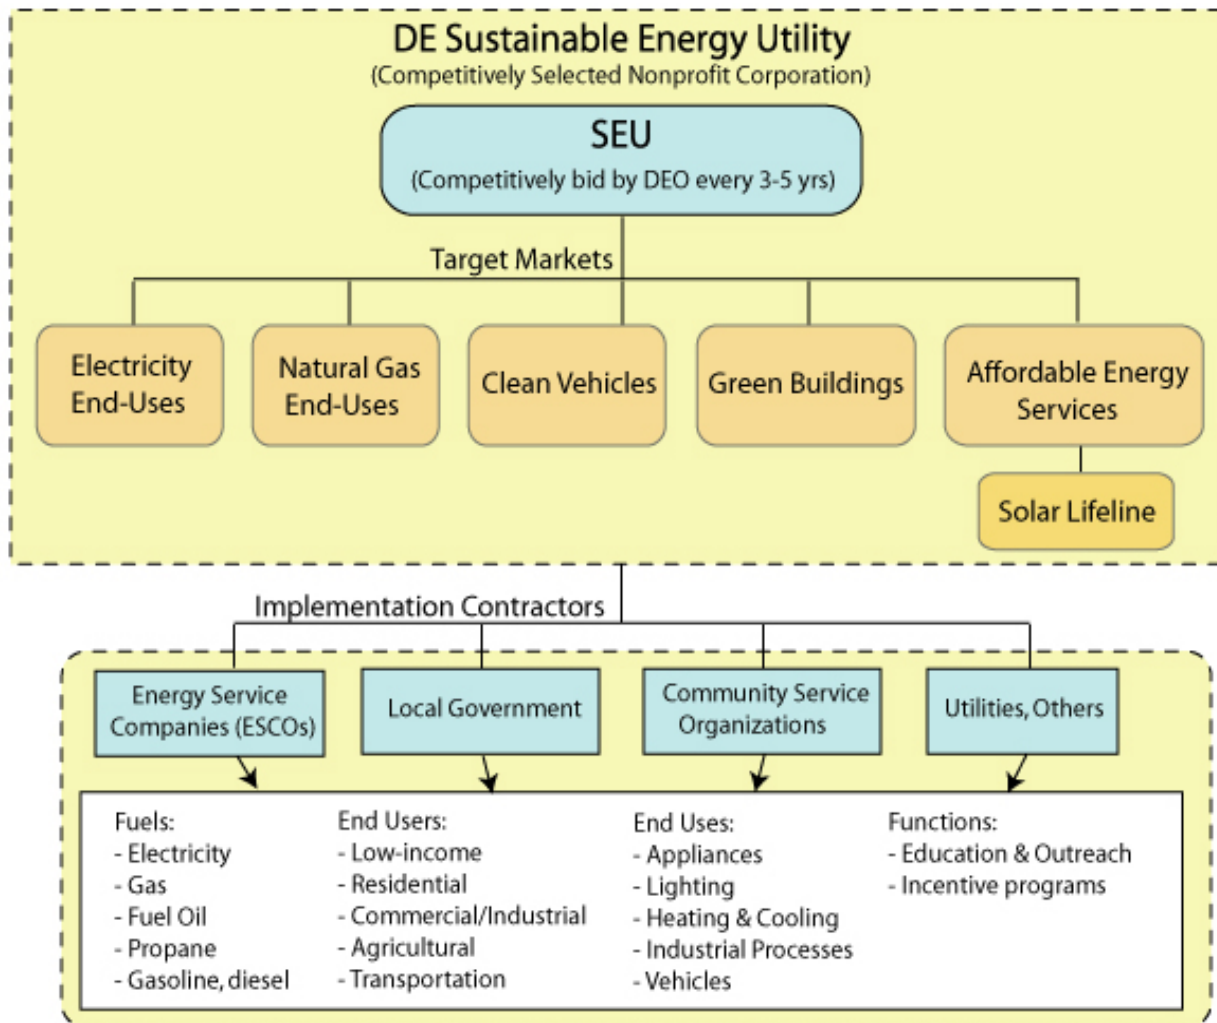 DE Sustainable Energy Utility
(Competitively Selected Nonprofit Corporation)
SEU
(Competitively bid by DEO every 3-5 yrs)
Target Markets
Electricity
End-Uses
Natural Gas
End-Uses
Clean Vehicles
Green Buildings
Affordable Energy
Services
Solar Lifeline
Implementation Contractors
Energy Service
Companies (ESCOs)
Local Government
Community Service
Organizations
Utilities, Others
Fuels:
- Electricity
- Gas
- Fuel Oil
- Propane
- Gasoline, diesel
End Users:
- Low-income
- Residential
- Commercial/Industrial
- Agricultural
- Transportation
End Uses:
- Appliances
- Lighting
- Heating & Cooling
- Industrial Processes
- Vehicles
Functions:
- Education & Outreach
- Incentive programs